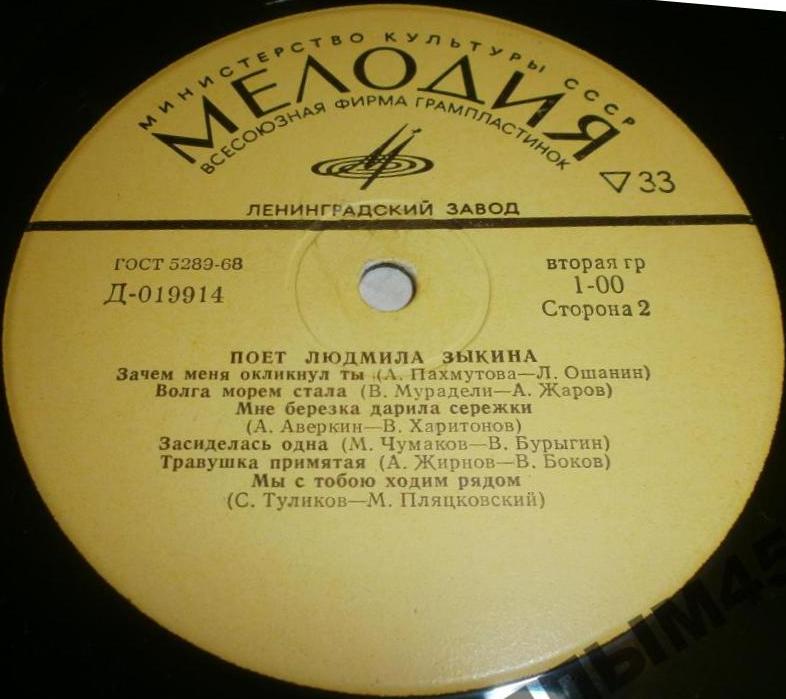 МИНИСТЕРСТВО КУЛЬТУРЫ СССР
МЕЛОДИЯ
ВСЕСОЮЗНАЯ ФИРМА ГРАМПЛАСТИНОК
33
ЛЕНИНГРАДСКИЙ ЗАВОД
ГОСТ 5289-68
вторая гр
Д-019914
1-00
Сторона 2
ПОЕТ ЛЮДМИЛА ЗЫКИНА
Зачем меня окликнул ты (А. Пахмутова—Л. Ошанин)
Волга морем стала (В. Мурадели—А. Жаров)
Мне березка дарила сережки
(А. Аверкин—В. Харитонов)
Засиделась одна (М. Чумаков—В. Бурыгин)
Травушка примятая (А. Жирнов—В. Боков)
Мы с тобою ходим рядом
(С. Туликов—М. Пляцковский)